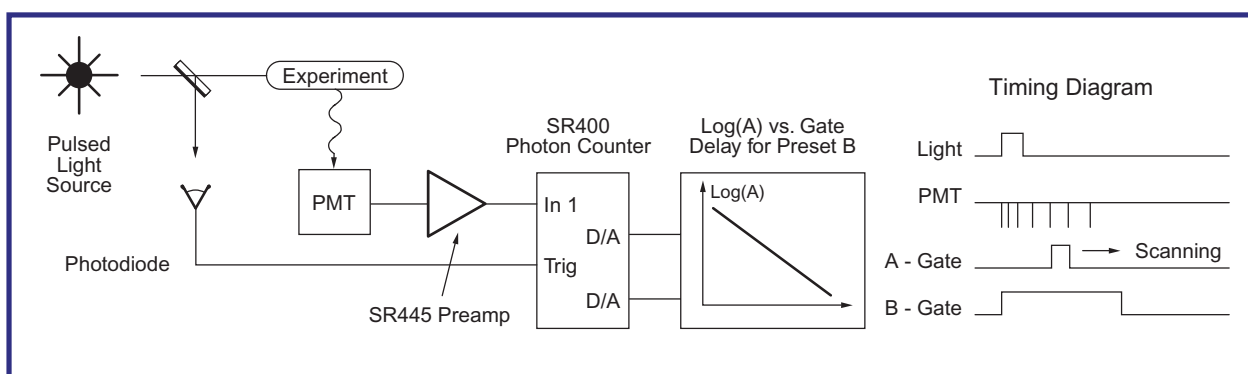 Experiment
Pulsed
Light
Source
Photodiode
PMT
SR445 Preamp
SR400
Photon Counter
In 1
D/A
Trig
D/A
Log(A) vs. Gate
Delay for Preset B
Log(A)
Timing Diagram
Light
PMT
A - Gate
Scanning
B - Gate